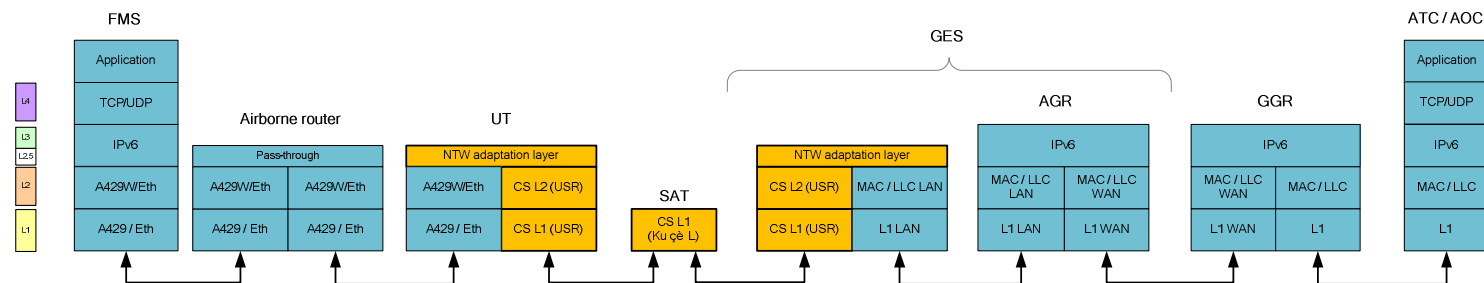 FMS
ATC / AOC
GES
Application
Application
L4
TCP/UDP
TCP/UDP
Airborne router
UT
AGR
GGR
L3
L2.5
IPv6
Pass-through
NTW adaptation layer
NTW adaptation layer
IPv6
IPv6
IPv6
L2
A429W/Eth
A429W/Eth
A429W/Eth
A429W/Eth
CS L2 (USR)
CS L2 (USR)
MAC / LLC LAN
MAC / LLC
LAN
MAC / LLC
WAN
MAC / LLC
WAN
MAC / LLC
MAC / LLC
SAT
L1
A429 / Eth
A429 / Eth
A429 / Eth
A429 / Eth
CS L1 (USR)
CS L1
(Ku çè L)
CS L1 (USR)
L1 LAN
L1 LAN
L1 WAN
L1 WAN
L1
L1